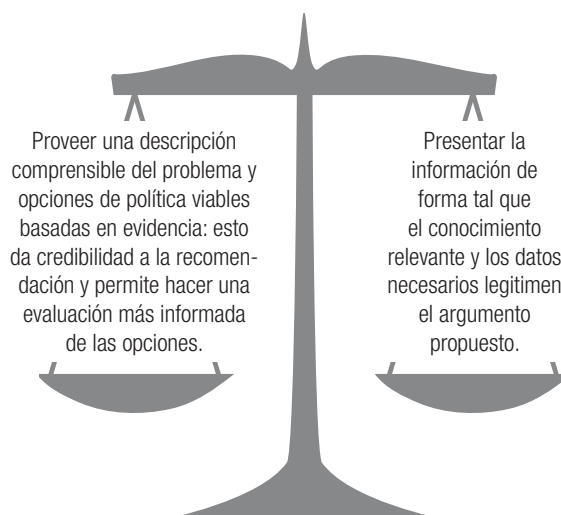 Proveer una descripción
comprensible del problema y
opciones de política viables
basadas en evidencia: esto
da credibilidad a la recomen-
dación y permite hacer una
evaluación más informada
de las opciones.
Presentar la
información de
forma tal que
el conocimiento
relevante y los datos
necesarios legitimen
el argumento
propuesto.